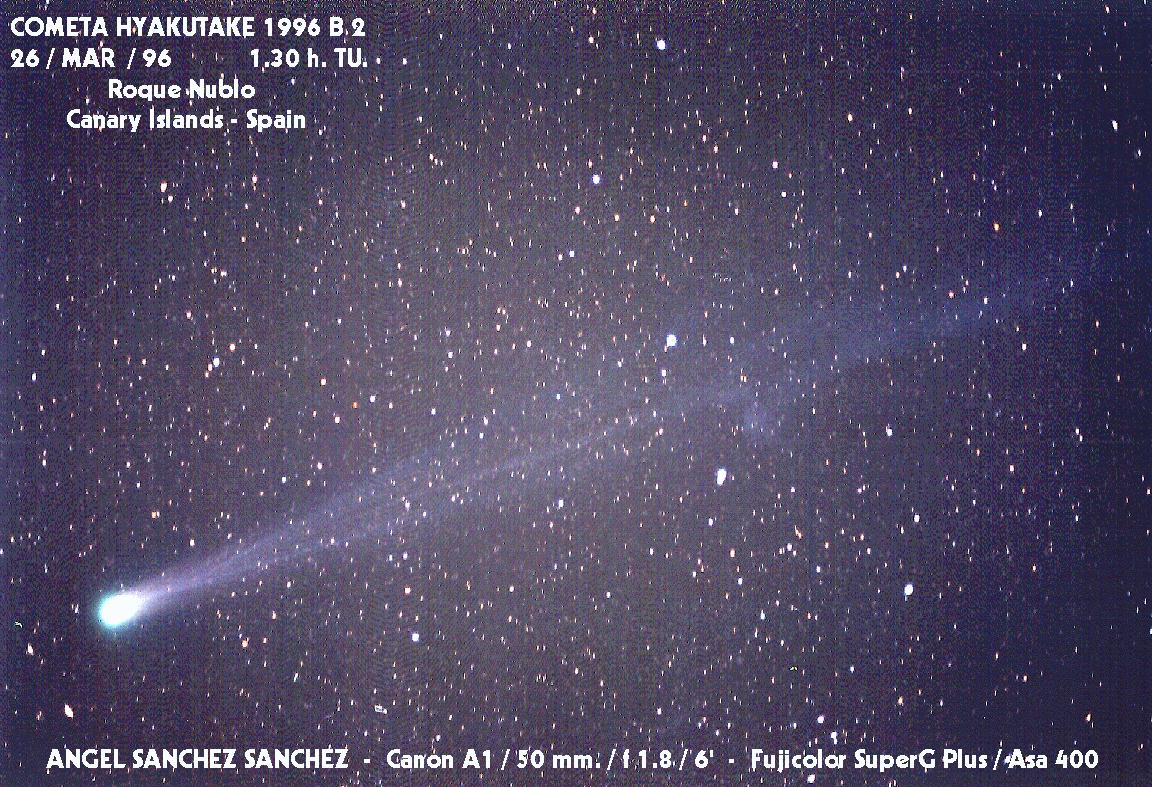 COMETA HYAKUTAKE 1996 B 2
26 / MAR / 96 1.30 h. TU.
Roque Nublo
Canary Islands - Spain
ANGEL SANCHEZ SANCHEZ - Canon A1 / 50 mm. / f 1.8 / 6' - Fujicolor SuperG Plus / Asa 400